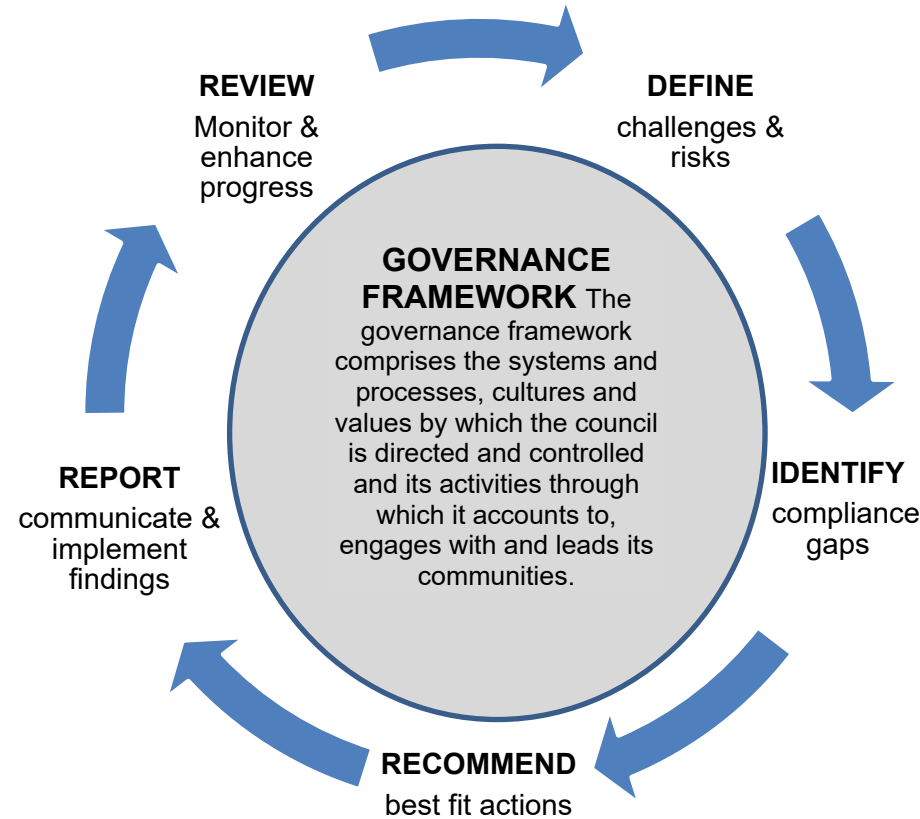 REVIEW
Monitor &
enhance
progress
DEFINE
challenges &
risks
GOVERNANCE
FRAMEWORK The
governance framework
comprises the systems and
processes, cultures and
values by which the council
is directed and controlled
and its activities through
which it accounts to,
engages with and leads its
communities.
IDENTIFY
compliance
gaps
REPORT
communicate &
implement
findings
RECOMMEND
best fit actions